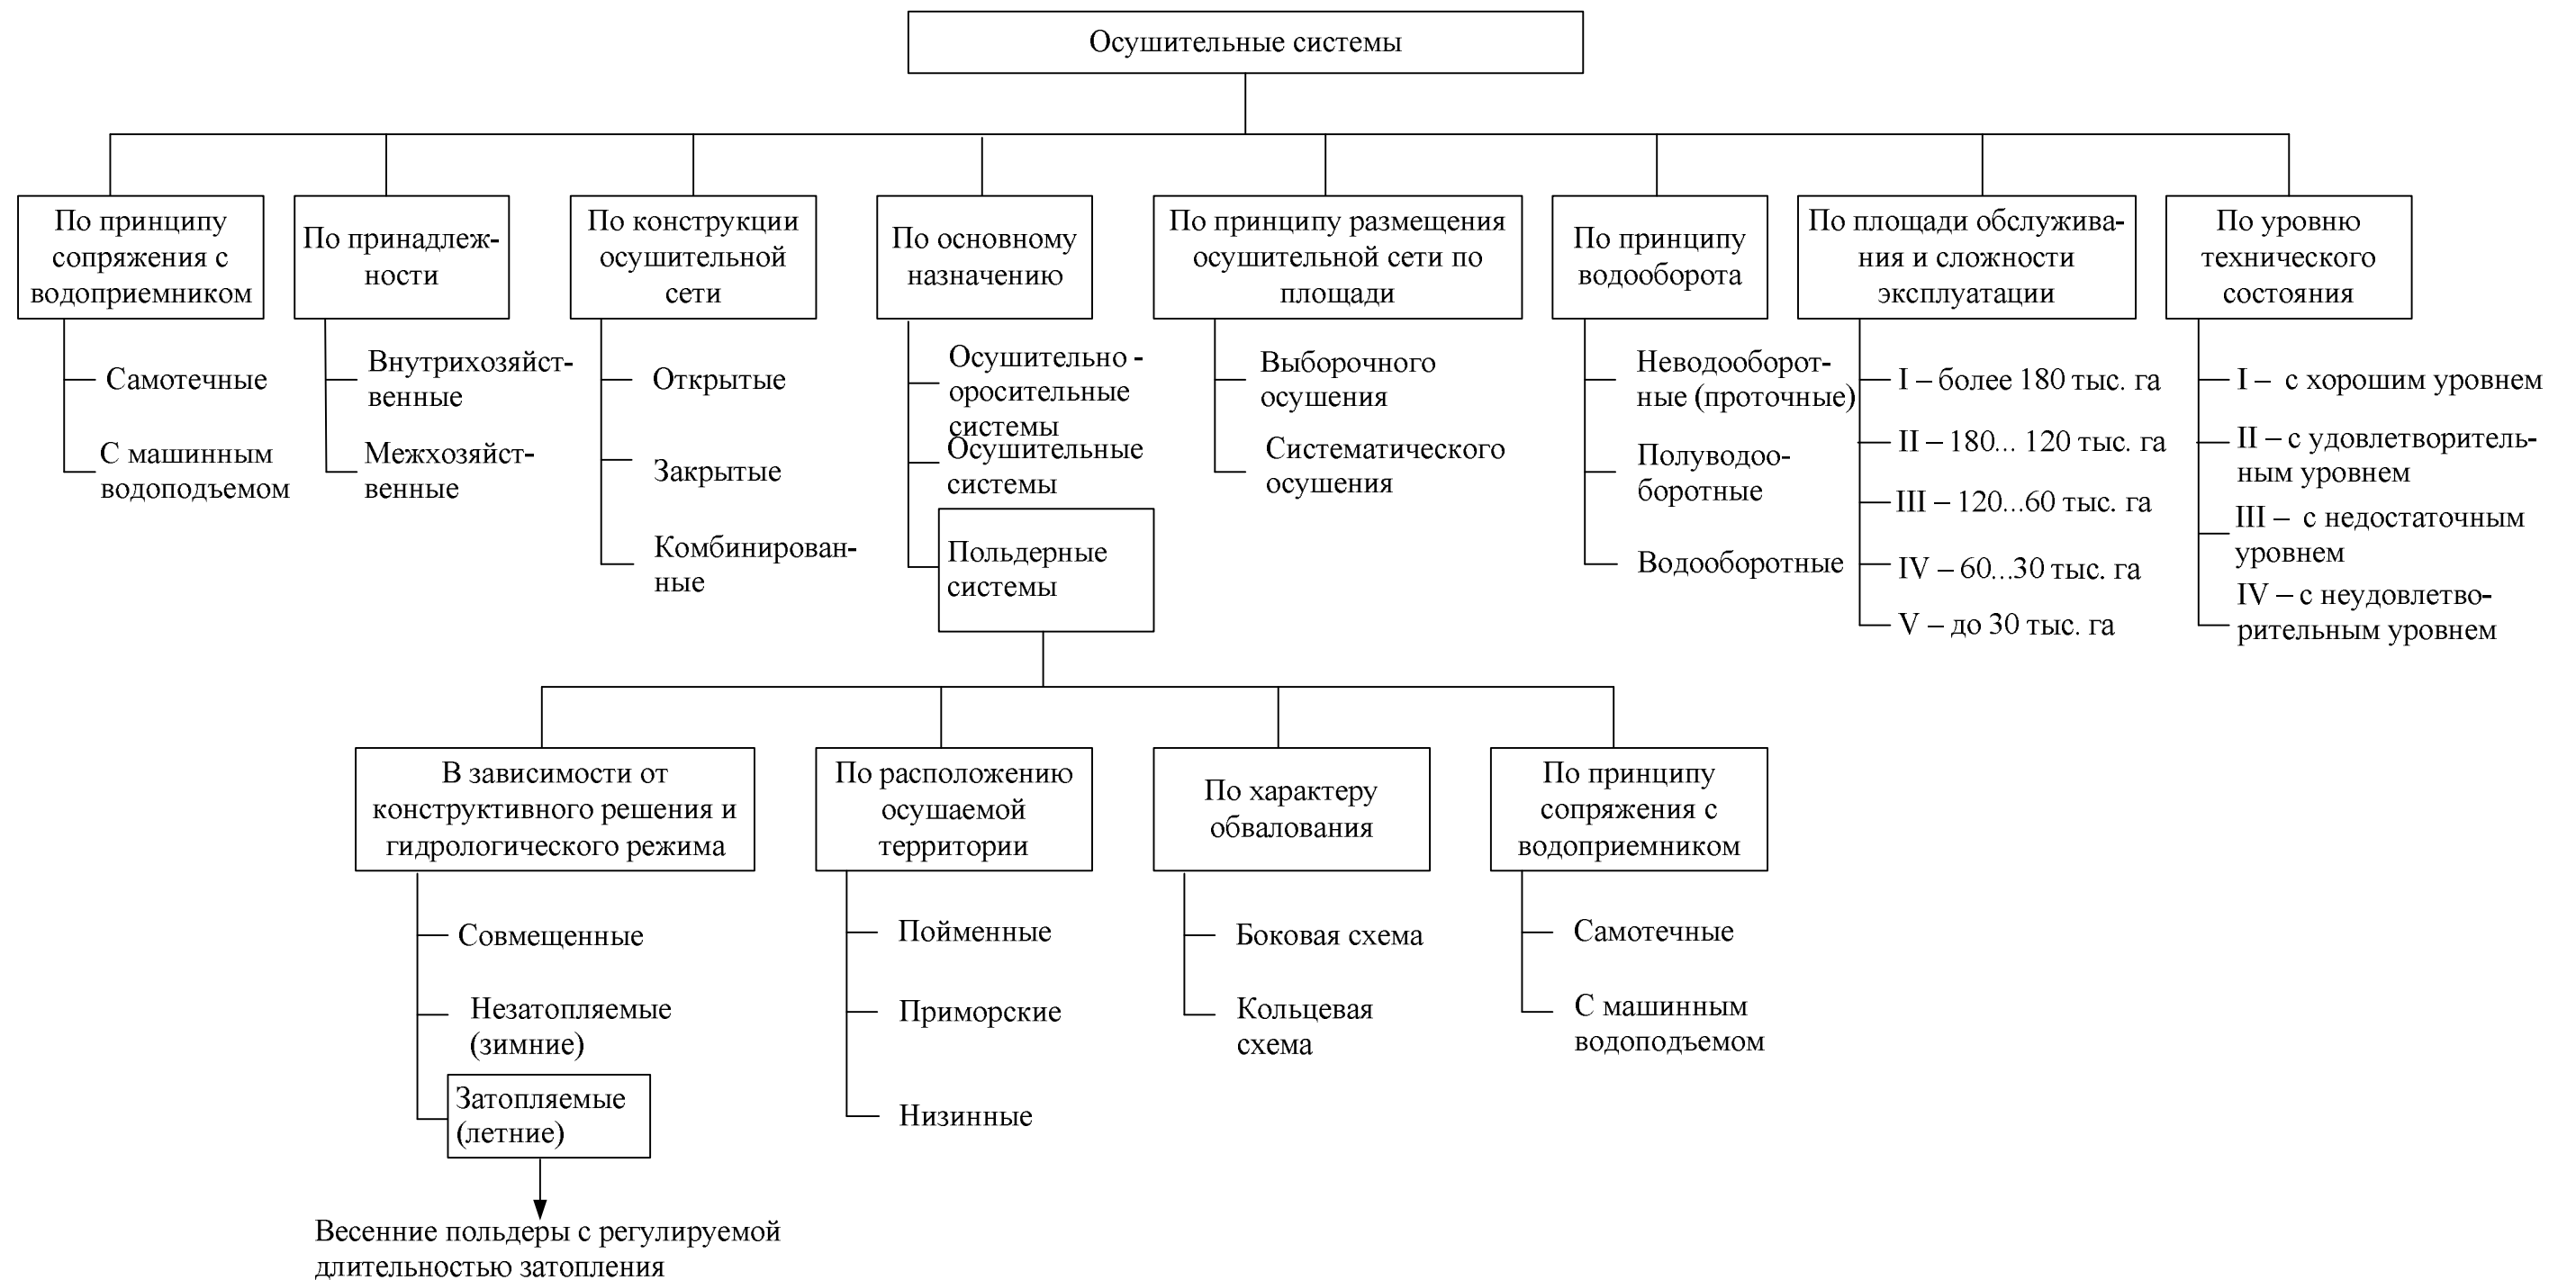 Осушительные системы
По принципу
сопряжения с
водоприемником
Самотечные
С машинным
водоподъемом
По принадлеж-
ности
Внутрихозяйст-
венные
Межхозяйст-
венные
По конструкции
осушительной
сети
Открытые
Закрытые
Комбинирован-
ные
По основному
назначению
Осушительно -
оросительные
системы
Осушительные
системы
Польдерные
системы
По принципу размещения
осушительной сети по
площади
Выборочного
осушения
Систематического
осушения
По принципу
водооборота
Неводооборот-
ные (проточные)
Полуводоо-
боротные
Водооборотные
По площади обслужива-
ния и сложности
эксплуатации
I – более 180 тыс. га
II – 180... 120 тыс. га
III – 120...60 тыс. га
IV – 60...30 тыс. га
V – до 30 тыс. га
По уровню
технического
состояния
I – с хорошим уровнем
II – с удовлетворитель-
ным уровнем
III – с недостаточным
уровнем
IV – с неудовлетво-
рительным уровнем
В зависимости от
конструктивного решения и
гидрологического режима
Совмещенные
Незатопляемые
(зимние)
Затопляемые
(летние)
Весенние польдеры с регулируемой
длительностью затопления
По расположению
осушаемой
территории
Пойменные
Приморские
Низинные
По характеру
обвалования
Боковая схема
Кольцевая
схема
По принципу
сопряжения с
водоприемником
Самотечные
С машинным
водоподъемом